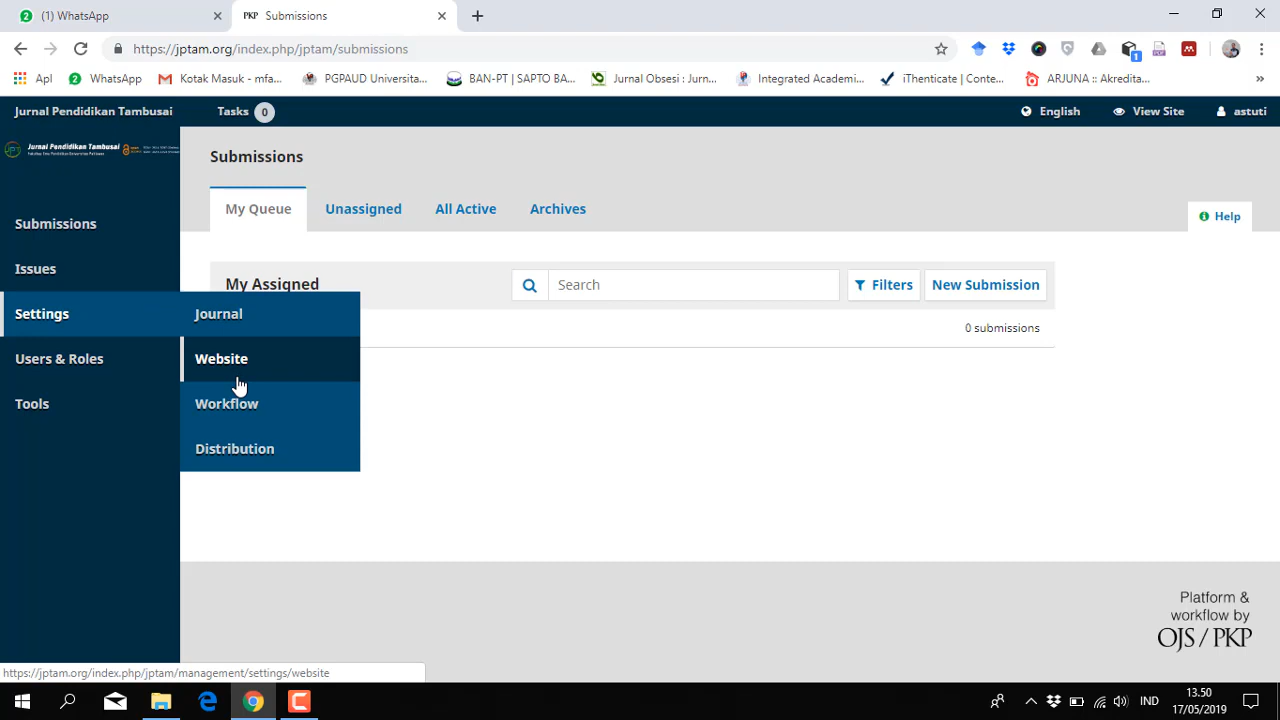 (1) WhatsApp
PKP Submissions
https://jptam.org/index.php/jptam/submissions
Apl
WhatsApp
Kotak Masuk - mfa...
PGPAUD Universita...
BAN-PT | SAPTO BA...
Jurnal Obsesi : Jurn...
Integrated Academi...
iThenticate | Conte...
ARJUNA :: Akredita...
»
Jurnal Pendidikan Tambusai
Tasks 0
English
View Site
astuti
Jurnal Pendidikan Tambusai
Submissions
My Queue
Unassigned
All Active
Archives
Help
Submissions
Issues
Settings
Users & Roles
Tools
Journal
Website
Workflow
Distribution
My Assigned
Search
Filters
New Submission
0 submissions
Platform &
workflow by
OJS / PKP
https://jptam.org/index.php/jptam/management/settings/website
IND
13.50
17/05/2019